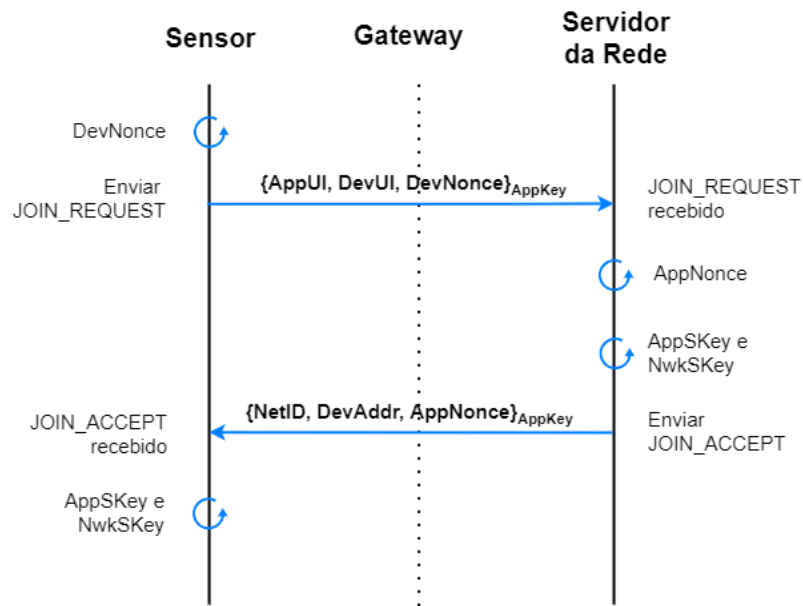 Sensor
Gateway
Servidor
da Rede
DevNonce
Enviar
JOIN_REQUEST
{AppUI, DevUI, DevNonce}AppKey
JOIN_REQUEST
recebido
AppNonce
AppSKey e
NwkSKey
JOIN_ACCEPT
recebido
{NetID, DevAddr, AppNonce}AppKey
Enviar
JOIN_ACCEPT
AppSKey e
NwkSKey